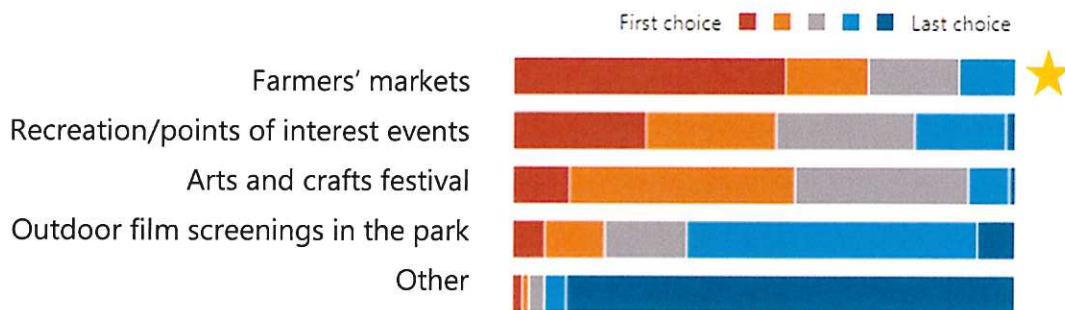 First choice Last choice
Farmers' markets
Recreation/points of interest events
Arts and crafts festival
Outdoor film screenings in the park
Other